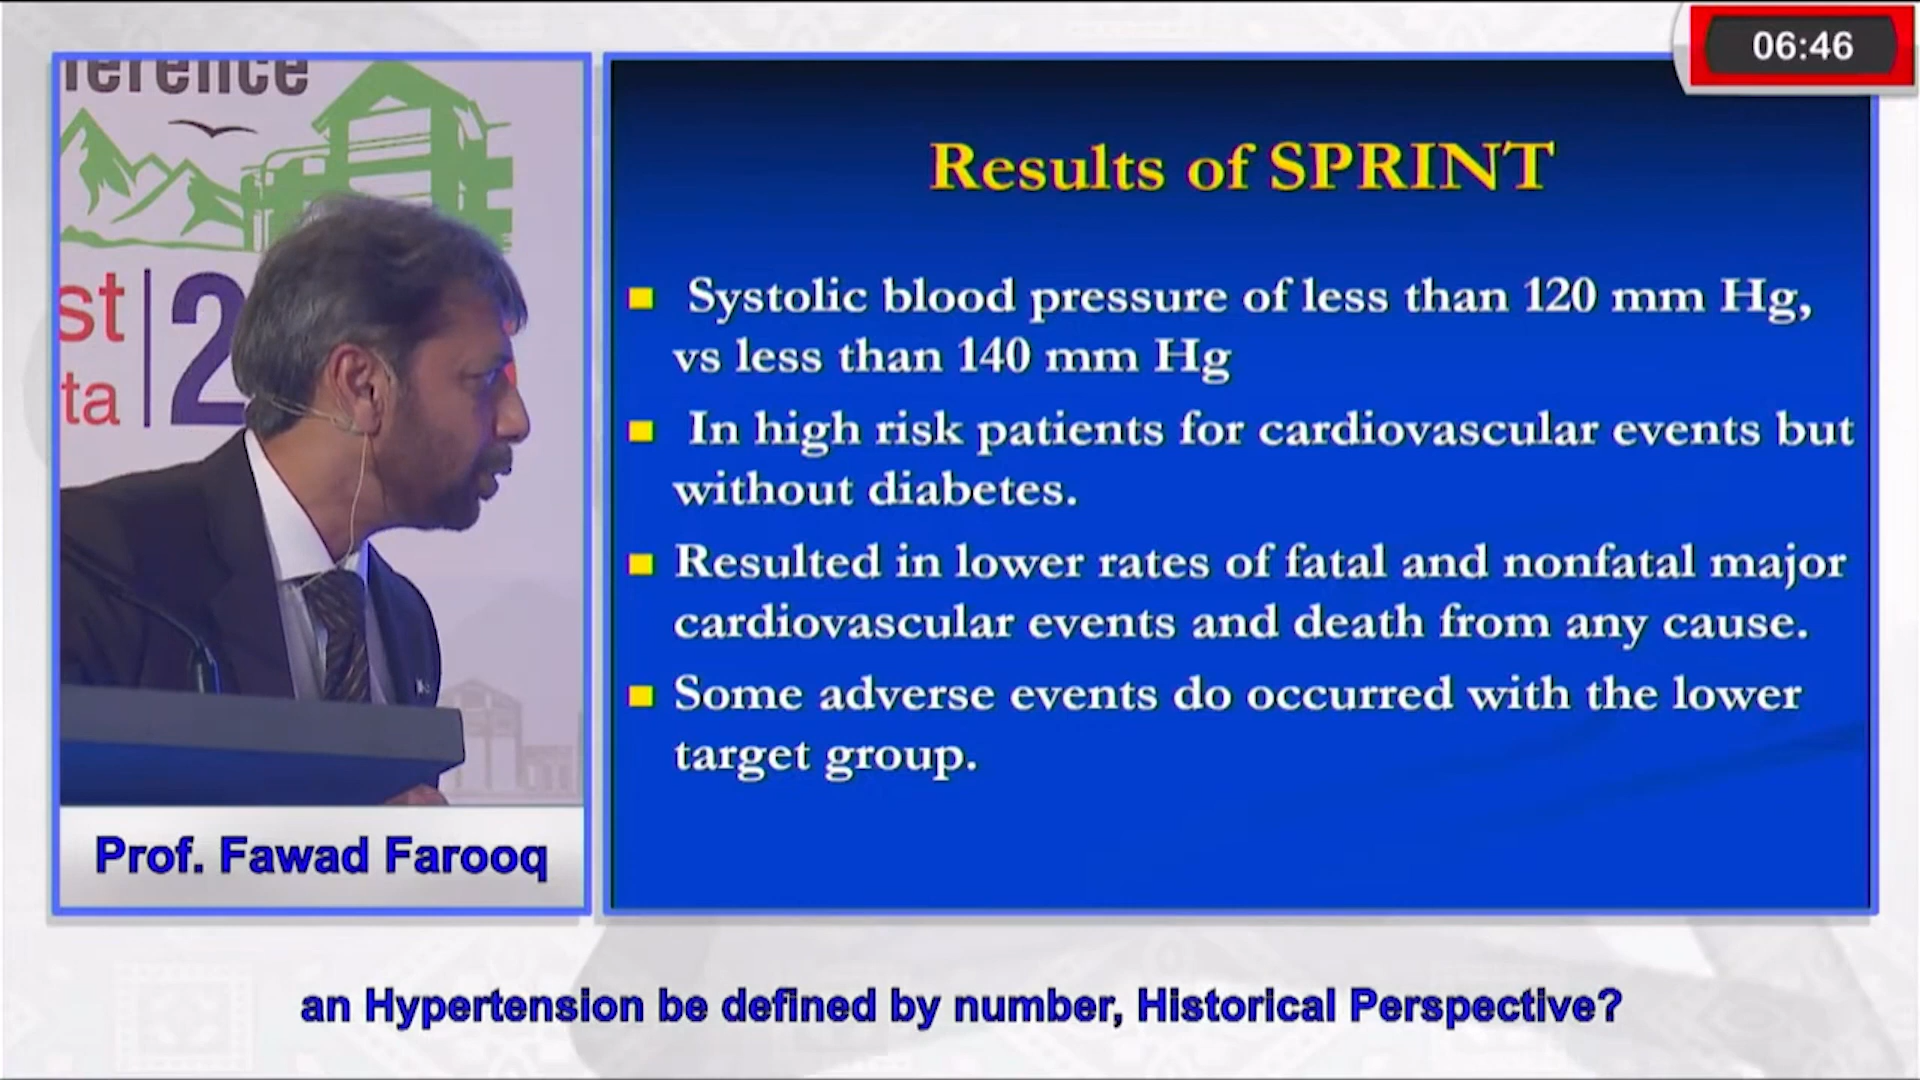 06:46
st
ta
2
Results of SPRINT
Systolic blood pressure of less than 120 mm Hg,
vs less than 140 mm Hg
In high risk patients for cardiovascular events but
without diabetes.
Resulted in lower rates of fatal and nonfatal major
cardiovascular events and death from any cause.
Some adverse events do occurred with the lower
target group.
Prof. Fawad Farooq
an Hypertension be defined by number, Historical Perspective?